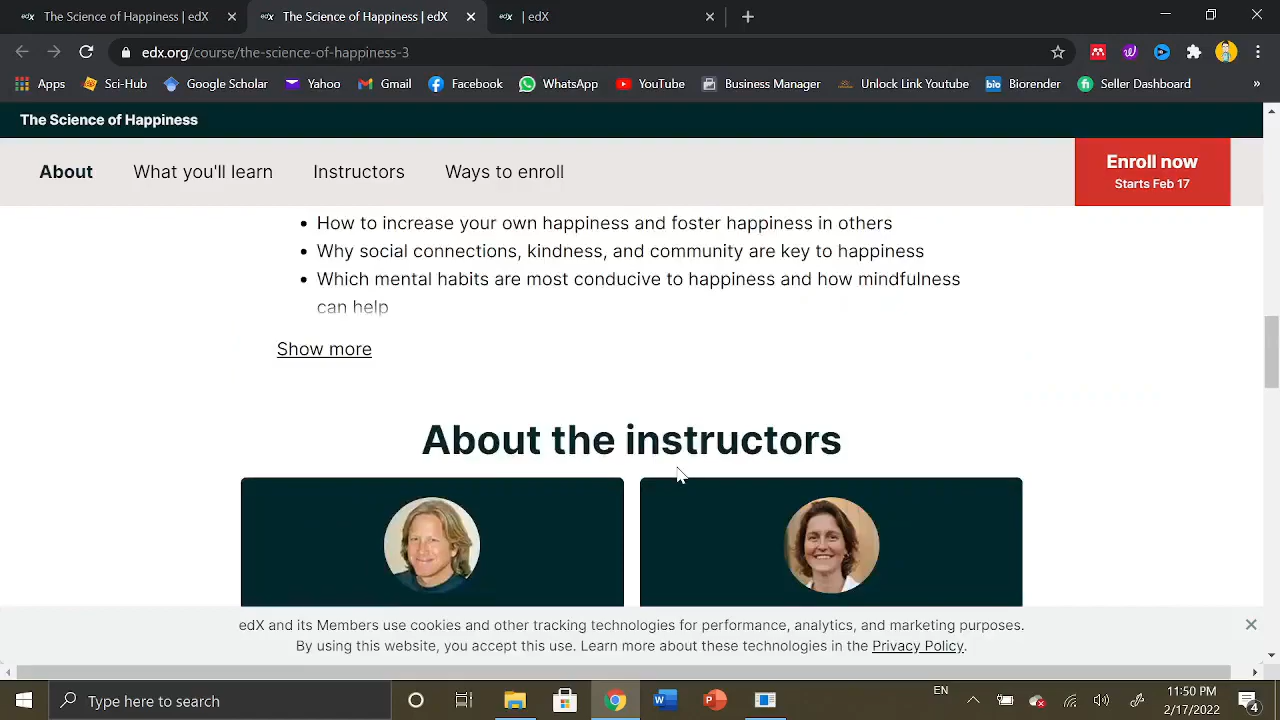 edX The Science of Happiness | edX
edX The Science of Happiness | edX
edX | edX
edx.org/course/the-science-of-happiness-3
Apps Sci-Hub Google Scholar Yahoo Gmail Facebook WhatsApp YouTube Business Manager Unlock Link Youtube bio Biorender fi Seller Dashboard »
The Science of Happiness
About What you'll learn Instructors Ways to enroll
Enroll now
Starts Feb 17
• How to increase your own happiness and foster happiness in others
• Why social connections, kindness, and community are key to happiness
• Which mental habits are most conducive to happiness and how mindfulness
can help
Show more
About the instructors
edX and its Members use cookies and other tracking technologies for performance, analytics, and marketing purposes.
By using this website, you accept this use. Learn more about these technologies in the Privacy Policy.
Type here to search
EN
11:50 PM
2/17/2022
4